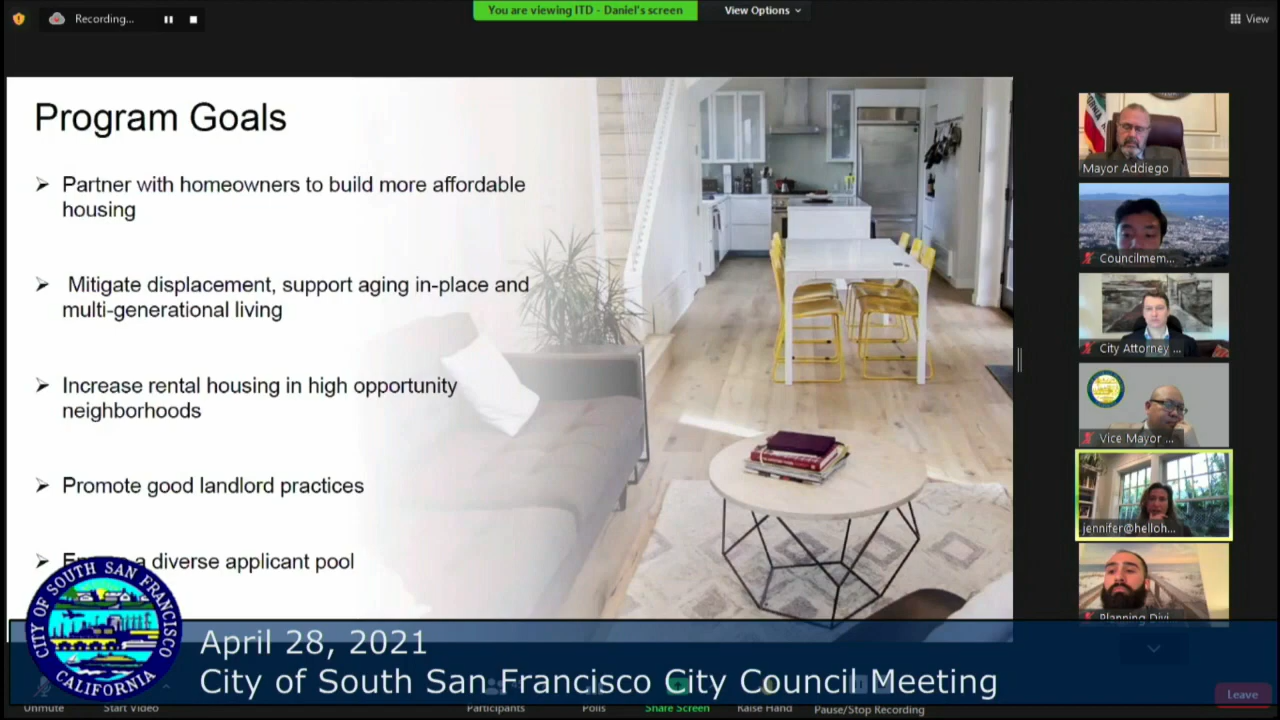 Recording...
You are viewing ITD - Daniel's screen
View Options
View
Program Goals
Partner with homeowners to build more affordable
housing
Mitigate displacement, support aging in-place and
multi-generational living
Increase rental housing in high opportunity
neighborhoods
Promote good landlord practices
a diverse applicant pool
Mayor Addiego
Councilmem...
City Attorney ...
Vice Mayor ...
jennifer@helloh...
Planning Divi...
CITY OF SOUTH SAN FRANCISCO
CALIFORNIA
April 28, 2021
City of South San Francisco City Council Meeting
Unmute
Start Video
Participants
Polls
Share Screen
Raise Hand
Pause/Stop Recording
Leave